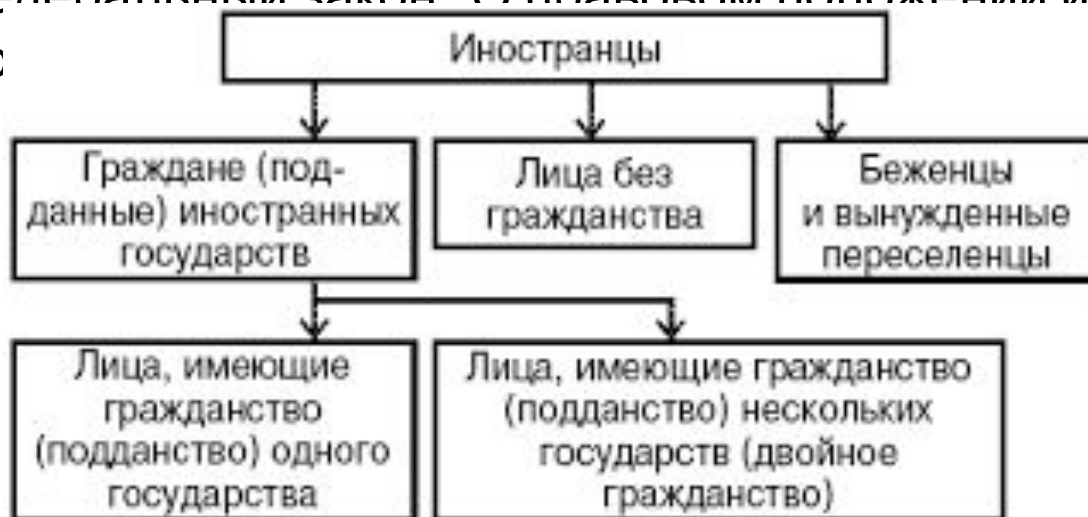 Иностранцы
Граждане (под-
данные) иностранных
государств
Лица без
гражданства
Беженцы
и вынужденные
переселенцы
Лица, имеющие
гражданство
(подданство) одного
государства
Лица, имеющие гражданство
(подданство) нескольких
государств (двойное
гражданство)